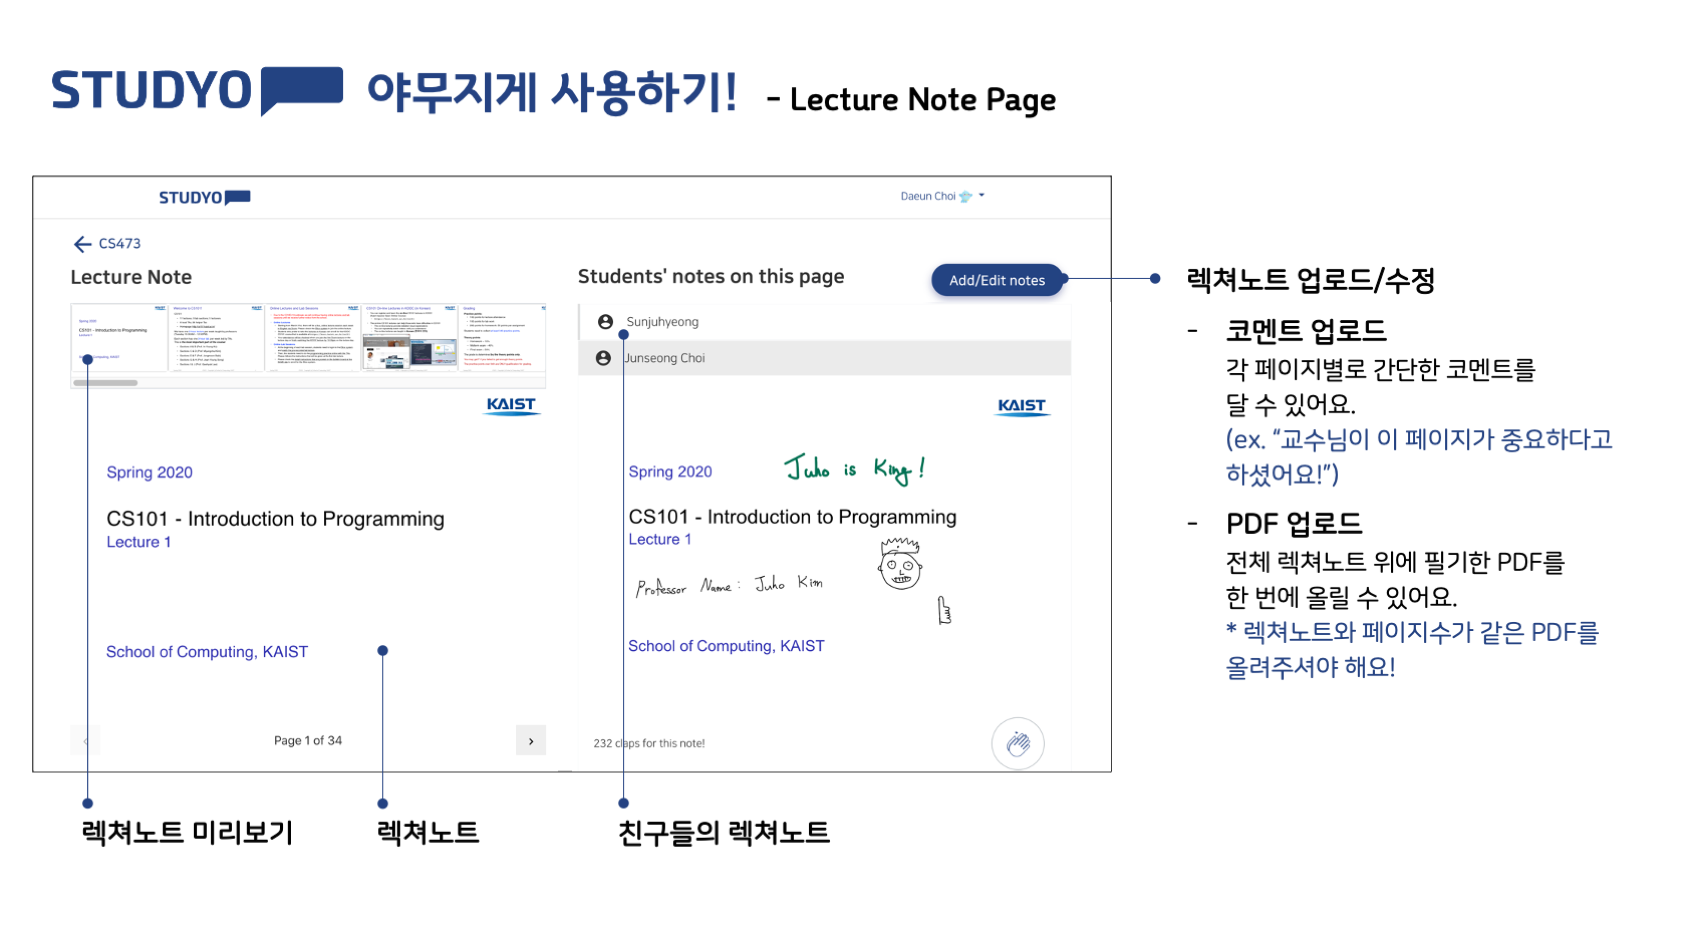 STUDYO 야무지게 사용하기! - Lecture Note Page
STUDYO
Daeun Choi
CS473
Lecture Note
Students' notes on this page
Add/Edit notes
Sunjuhyeong
Junseong Choi
KAIST
Spring 2020
CS101 - Introduction to Programming
Lecture 1
School of Computing, KAIST
Page 1 of 34
KAIST
Spring 2020
Juho is King!
CS101 - Introduction to Programming
Lecture 1
Professor Name: Juho Kim
School of Computing, KAIST
232 claps for this note!
렉쳐노트 미리보기
렉쳐노트
친구들의 렉쳐노트
렉쳐노트 업로드/수정
- 코멘트 업로드
각 페이지별로 간단한 코멘트를
달 수 있어요.
(ex. “교수님이 이 페이지가 중요하다고
하셨어요!”)
- PDF 업로드
전체 렉쳐노트 위에 필기한 PDF를
한 번에 올릴 수 있어요.
* 렉쳐노트와 페이지수가 같은 PDF를
올려주셔야 해요!